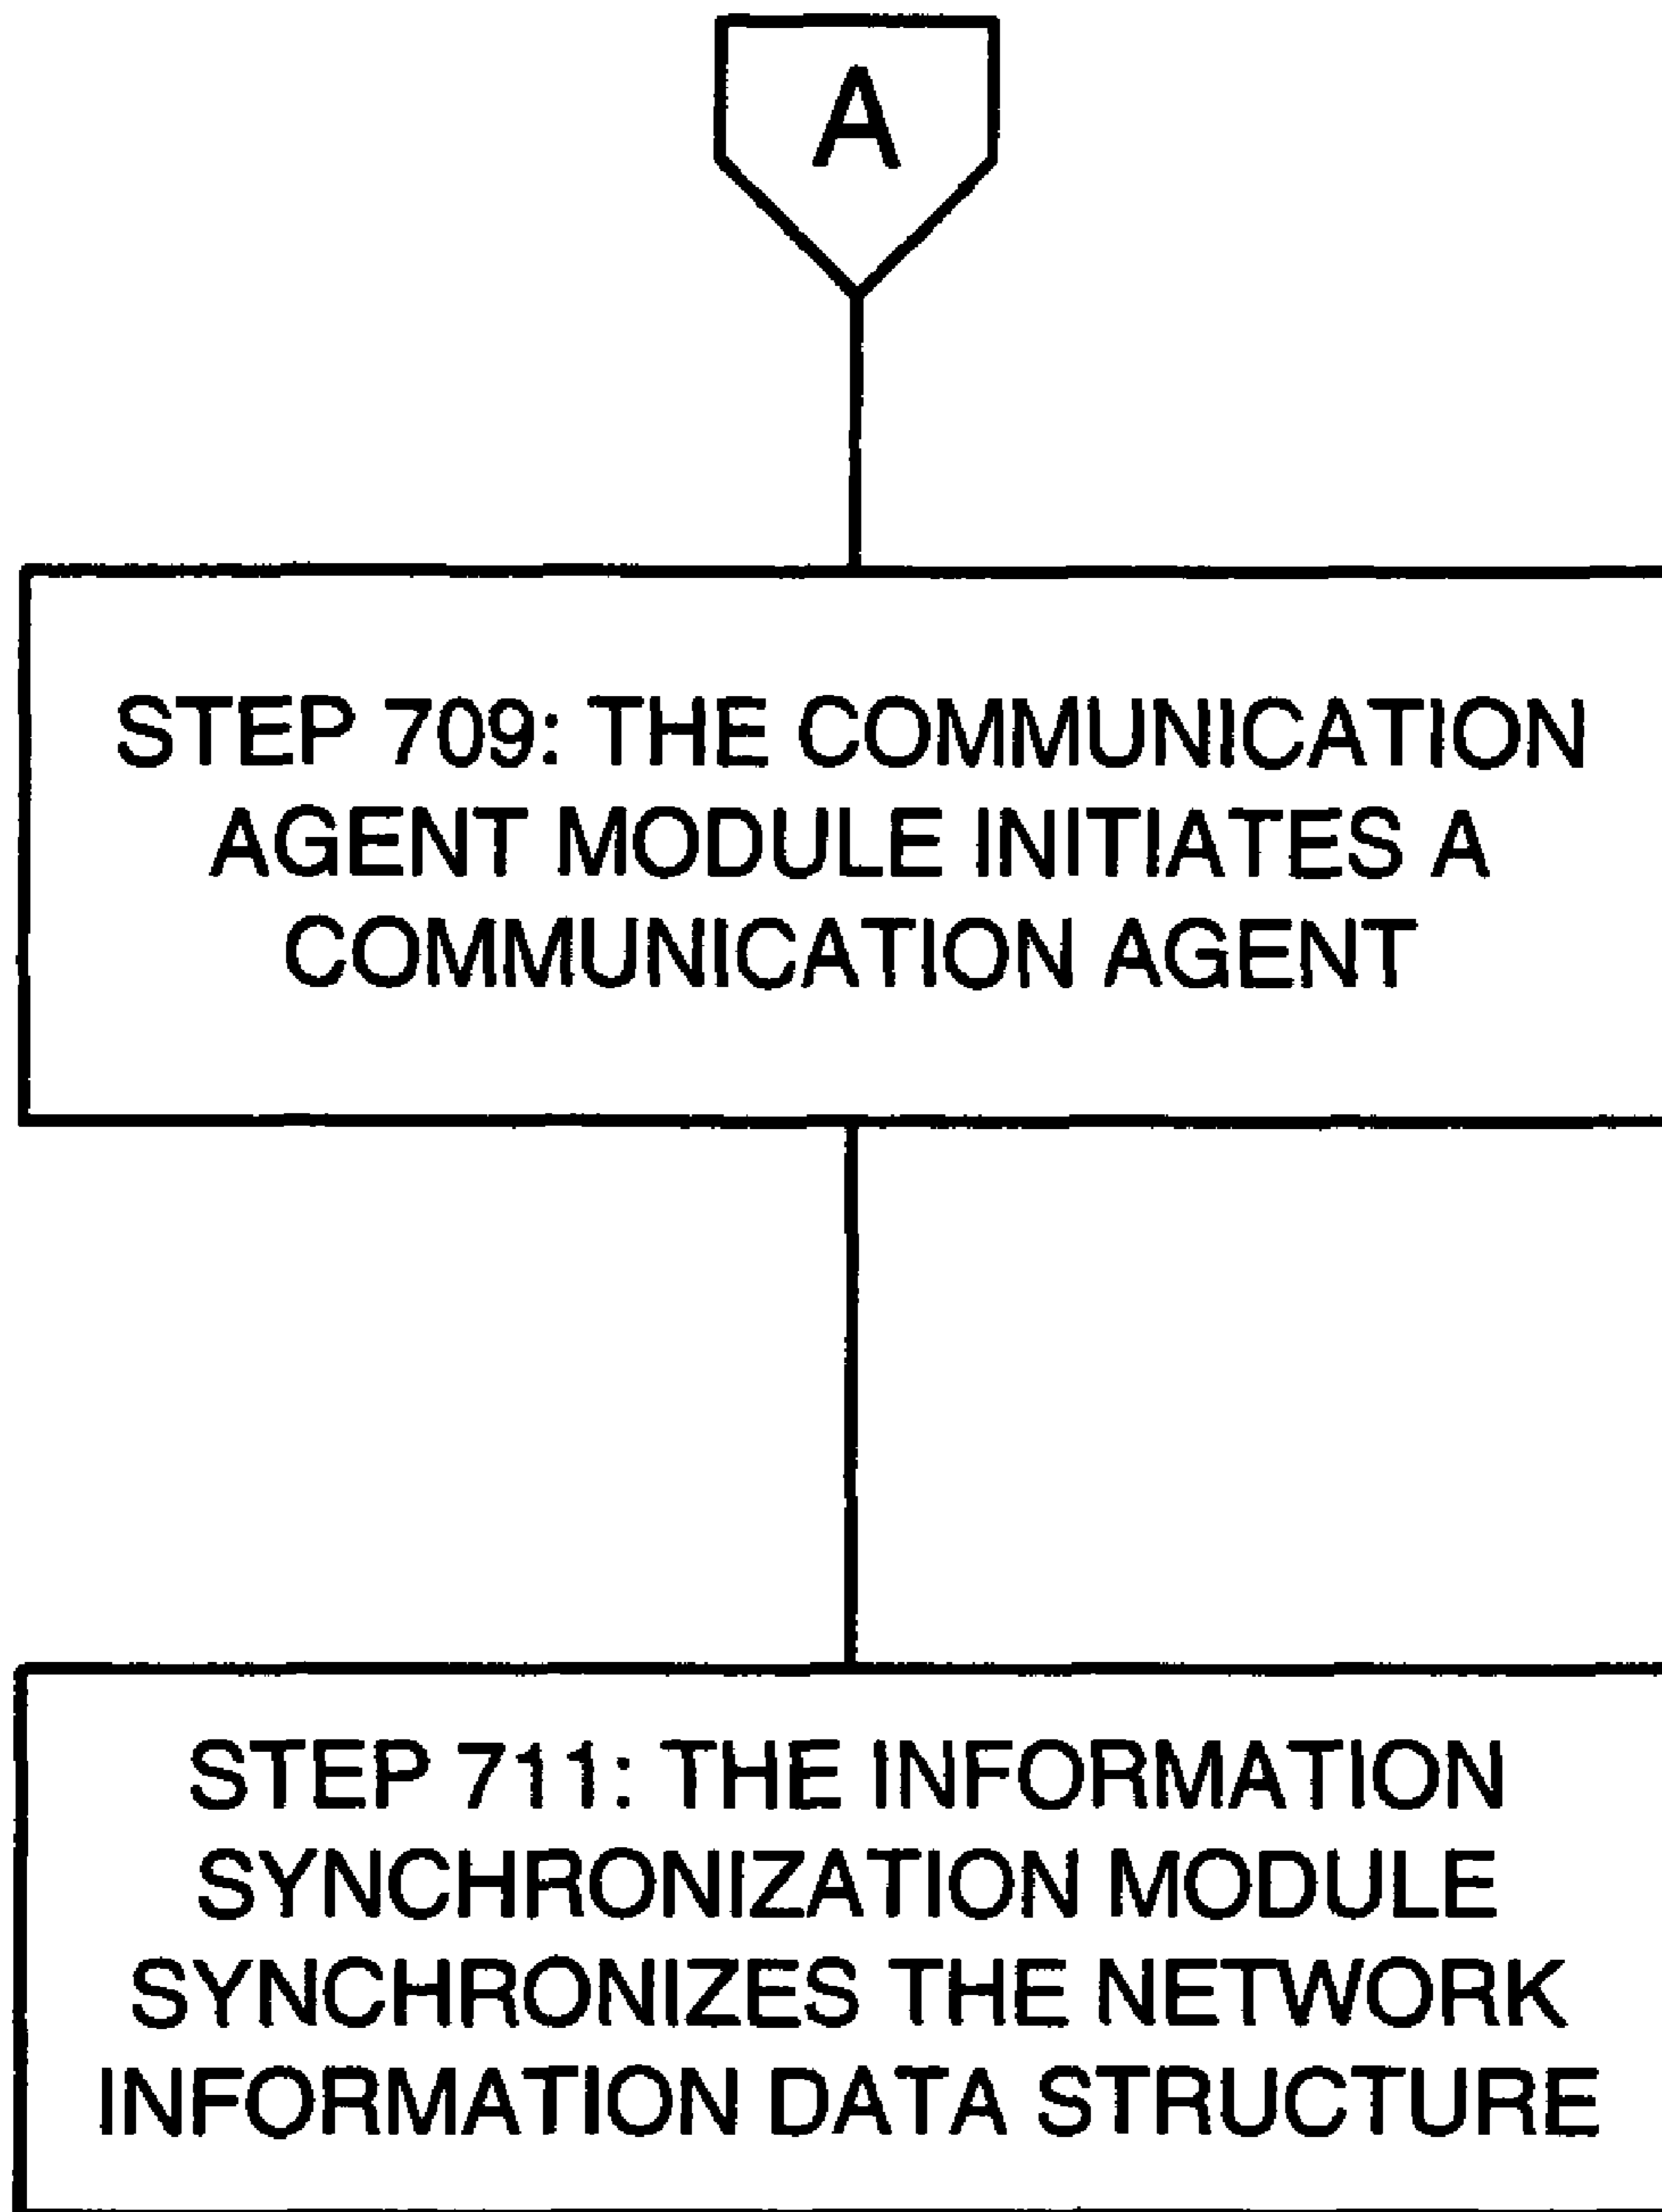 A
STEP 709: THE COMMUNICATION
AGENT MODULE INITIATES A
COMMUNICATION AGENT
STEP 711: THE INFORMATION
SYNCHRONIZATION MODULE
SYNCHRONIZES THE NETWORK
INFORMATION DATA STRUCTURE